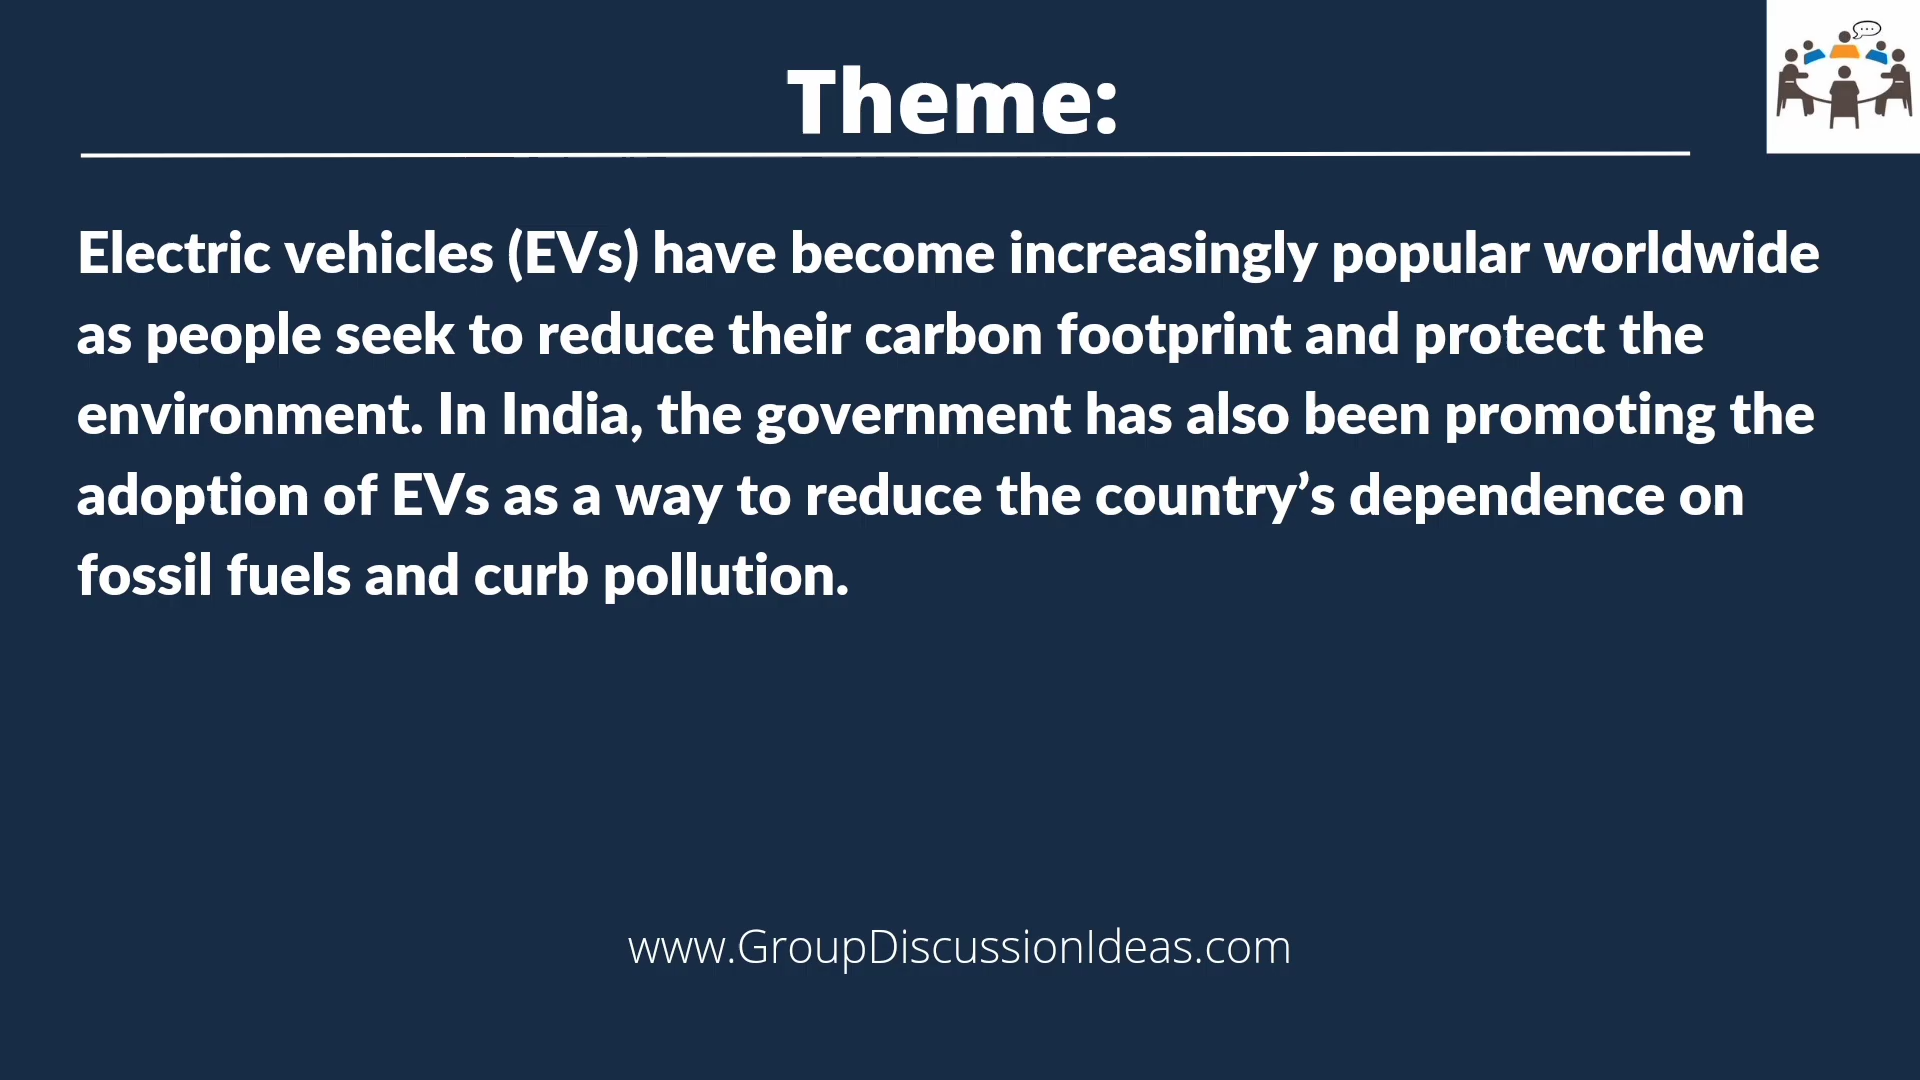 Theme:
Electric vehicles (EVs) have become increasingly popular worldwide
as people seek to reduce their carbon footprint and protect the
environment. In India, the government has also been promoting the
adoption of EVs as a way to reduce the country’s dependence on
fossil fuels and curb pollution.
www.GroupDiscussionIdeas.com